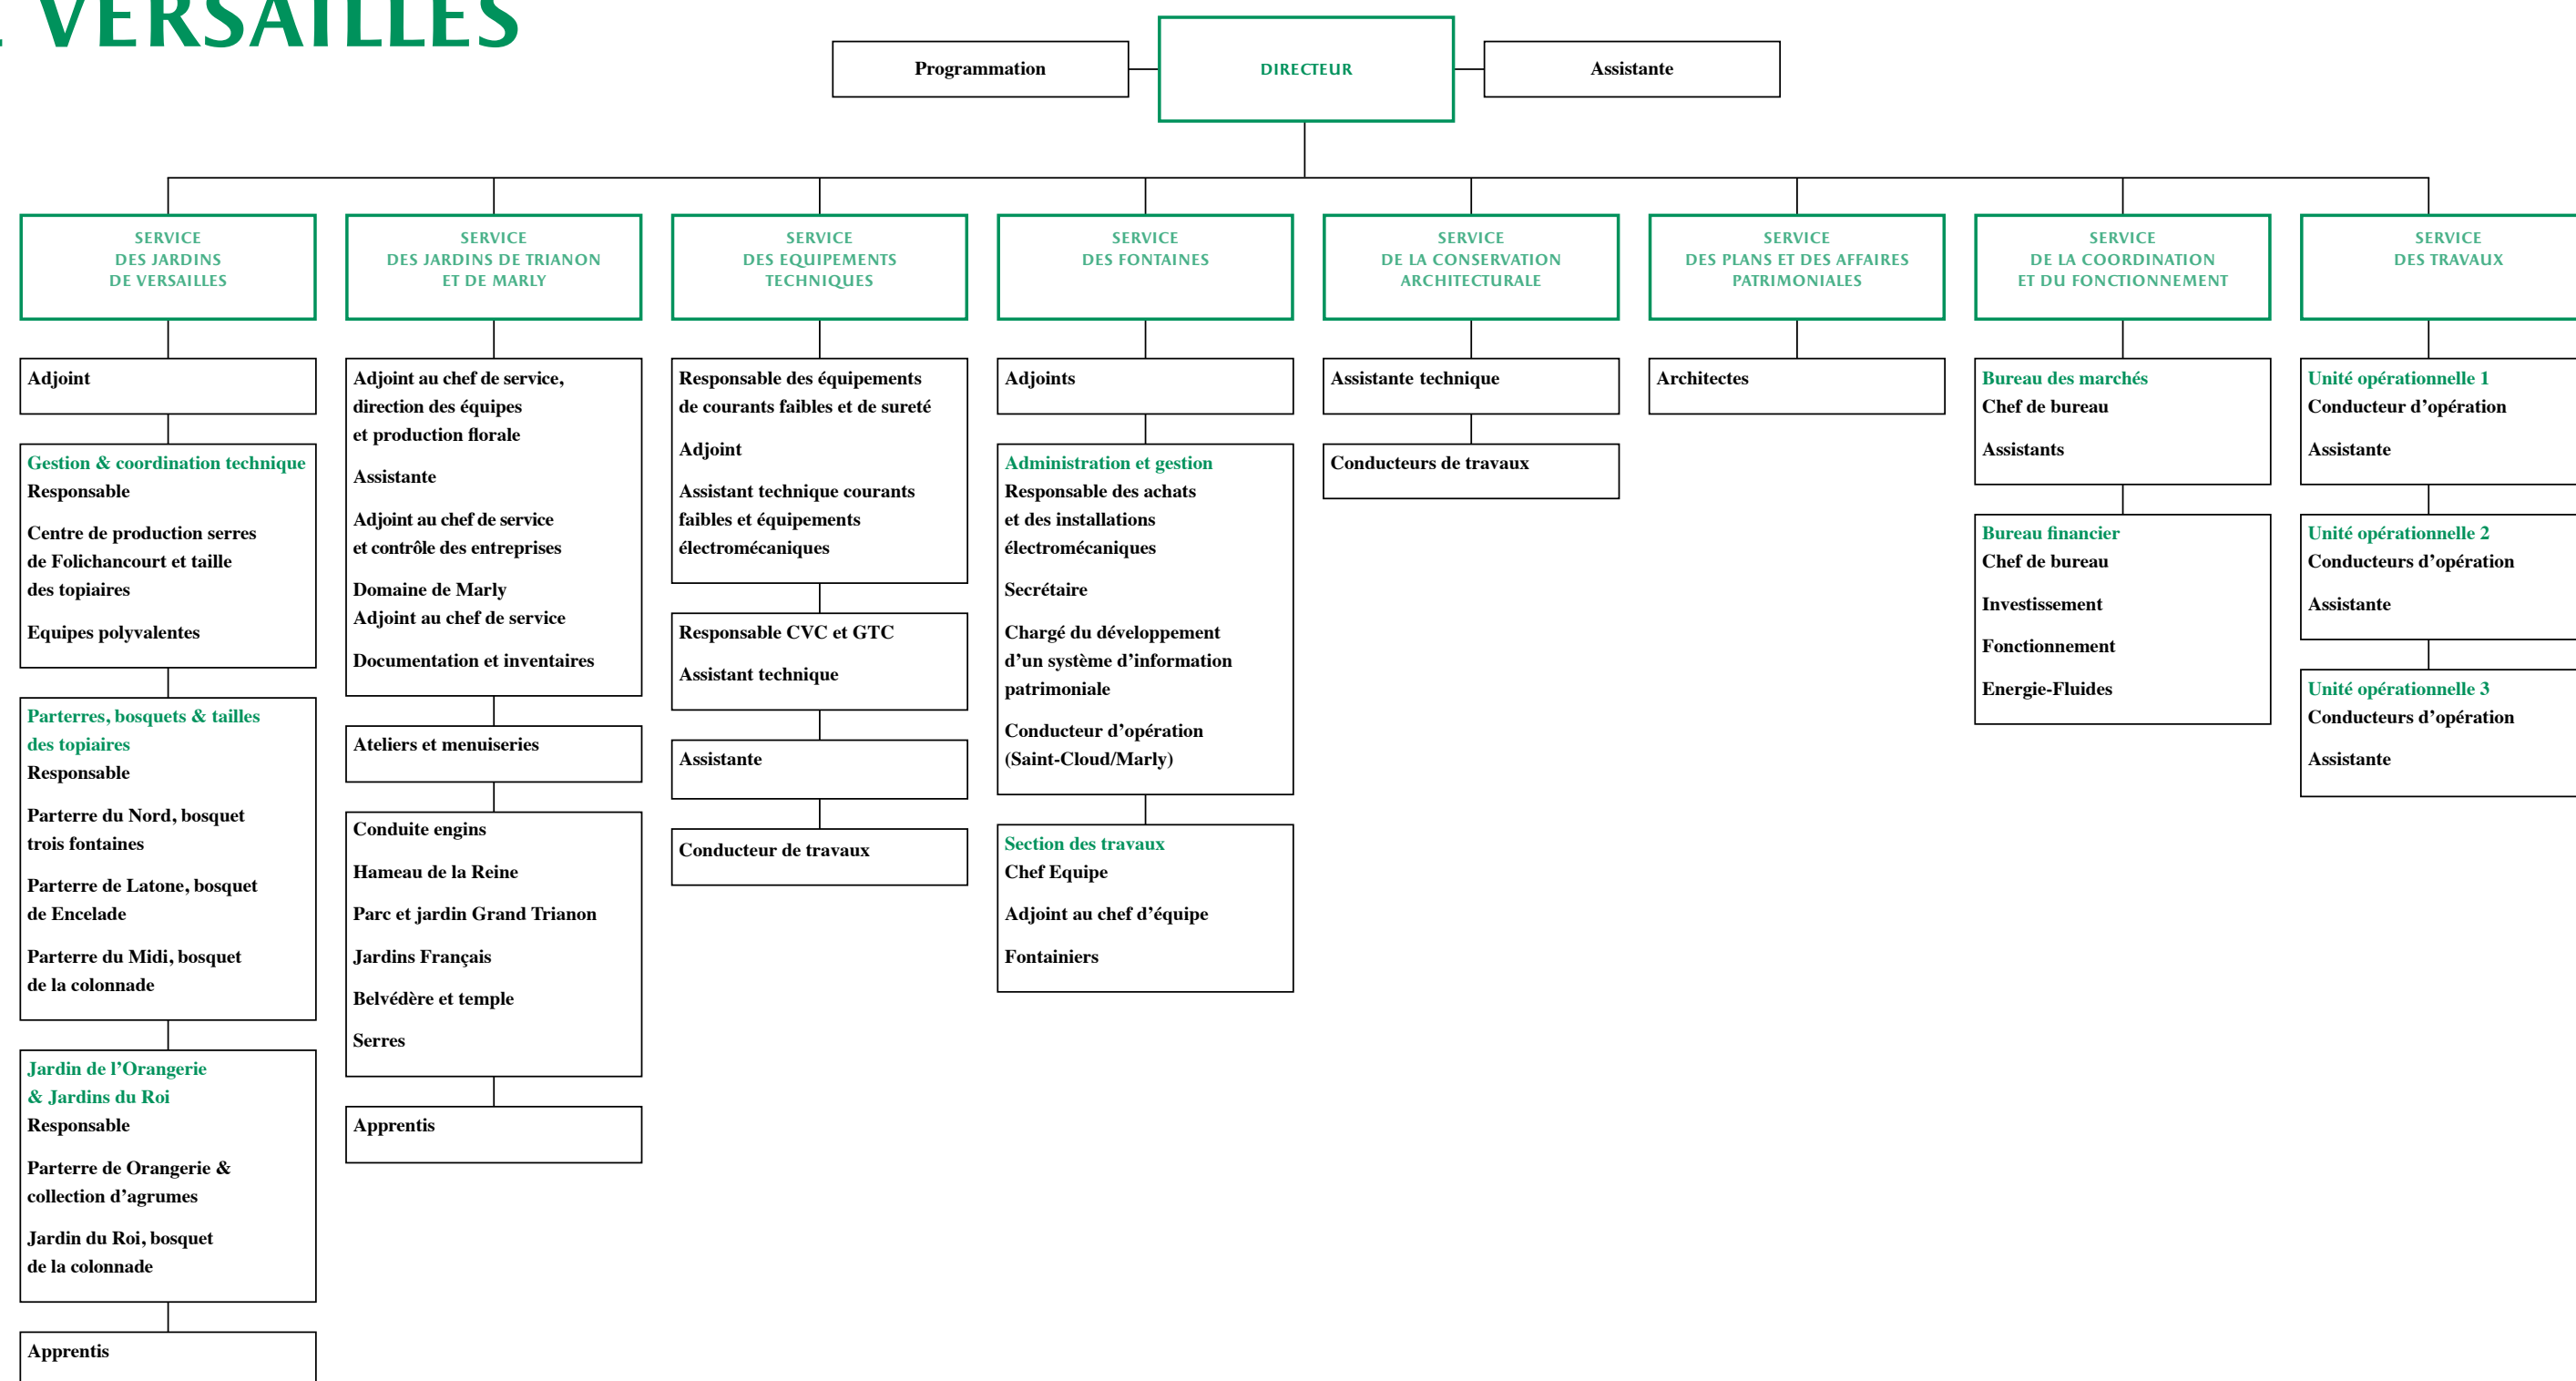 VERSAILLES
Programmation
DIRECTEUR
Assistante
SERVICE
DES JARDINS
DE VERSAILLES
Adjoint
Gestion & coordination technique
Responsable
Centre de production serres
de Folichancourt et taille
des topiaires
Equipes polyvalentes
Parterres, bosquets & tailles
des topiaires
Responsable
Parterre du Nord, bosquet
trois fontaines
Parterre de Latone, bosquet
de Encelade
Parterre du Midi, bosquet
de la colonnade
Jardin de l’Orangerie
& Jardins du Roi
Responsable
Parterre de Orangerie &
collection d’agrumes
Jardin du Roi, bosquet
de la colonnade
Apprentis
SERVICE
DES JARDINS DE TRIANON
ET DE MARLY
Adjoint au chef de service,
direction des équipes
et production florale
Assistante
Adjoint au chef de service
et contrôle des entreprises
Domaine de Marly
Adjoint au chef de service
Documentation et inventaires
Ateliers et menuiseries
Conduite engins
Hameau de la Reine
Parc et jardin Grand Trianon
Jardins Français
Belvédère et temple
Serres
Apprentis
SERVICE
DES EQUIPEMENTS
TECHNIQUES
Responsable des équipements
de courants faibles et de sureté
Adjoint
Assistant technique courants
faibles et équipements
électromécaniques
Responsable CVC et GTC
Assistant technique
Assistante
Conducteur de travaux
SERVICE
DES FONTAINES
Adjoints
Administration et gestion
Responsable des achats
et des installations
électromécaniques
Secrétaire
Chargé du développement
d’un système d’information
patrimoniale
Conducteur d’opération
(Saint-Cloud/Marly)
Section des travaux
Chef Equipe
Adjoint au chef d’équipe
Fontainiers
SERVICE
DE LA CONSERVATION
ARCHITECTURALE
Assistante technique
Conducteurs de travaux
SERVICE
DES PLANS ET DES AFFAIRES
PATRIMONIALES
Architectes
SERVICE
DE LA COORDINATION
ET DU FONCTIONNEMENT
Bureau des marchés
Chef de bureau
Assistants
Bureau financier
Chef de bureau
Investissement
Fonctionnement
Energie-Fluides
SERVICE
DES TRAVAUX
Unité opérationnelle 1
Conducteur d’opération
Assistante
Unité opérationnelle 2
Conducteurs d’opération
Assistante
Unité opérationnelle 3
Conducteurs d’opération
Assistante